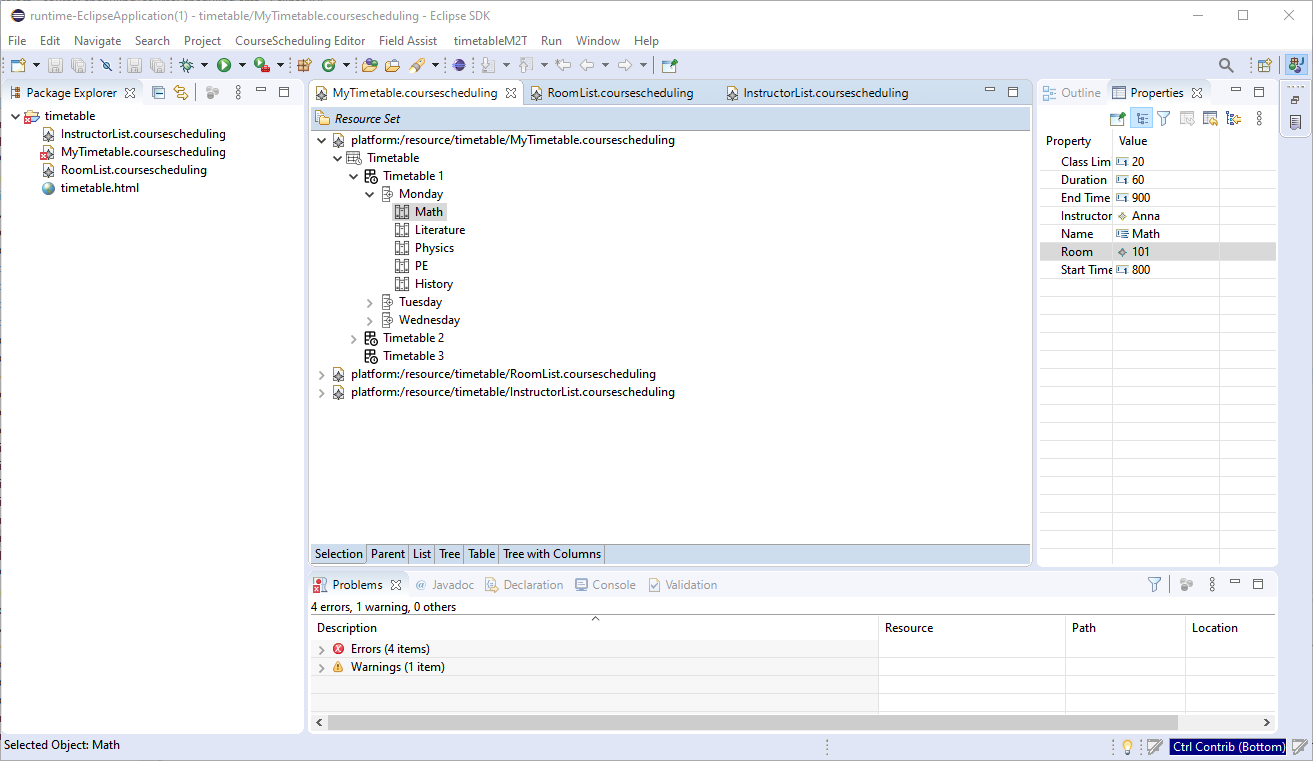 runtime-EclipseApplication(1) - timetable/MyTimetable.coursescheduling - Eclipse SDK
File Edit Navigate Search Project CourseScheduling Editor Field Assist timetableM2T Run Window Help
Package Explorer
timetable
InstructorList.coursescheduling
MyTimetable.coursescheduling
RoomList.coursescheduling
timetable.html
MyTimetable.coursescheduling RoomList.coursescheduling InstructorList.coursescheduling
Resource Set
platform:/resource/timetable/MyTimetable.coursescheduling
Timetable
Timetable 1
Monday
Math
Literature
Physics
PE
History
Tuesday
Wednesday
Timetable 2
Timetable 3
platform:/resource/timetable/RoomList.coursescheduling
platform:/resource/timetable/InstructorList.coursescheduling
Selection Parent List Tree Table Tree with Columns
Outline Properties
Property Value
Class Lim 20
Duration 60
End Time 900
Instructor Anna
Name Math
Room 101
Start Time 800
Problems @ Javadoc Declaration Console Validation
4 errors, 1 warning, 0 others
Description Resource Path Location
Errors (4 items)
Warnings (1 item)
Selected Object: Math
Ctrl Contrib (Bottom)